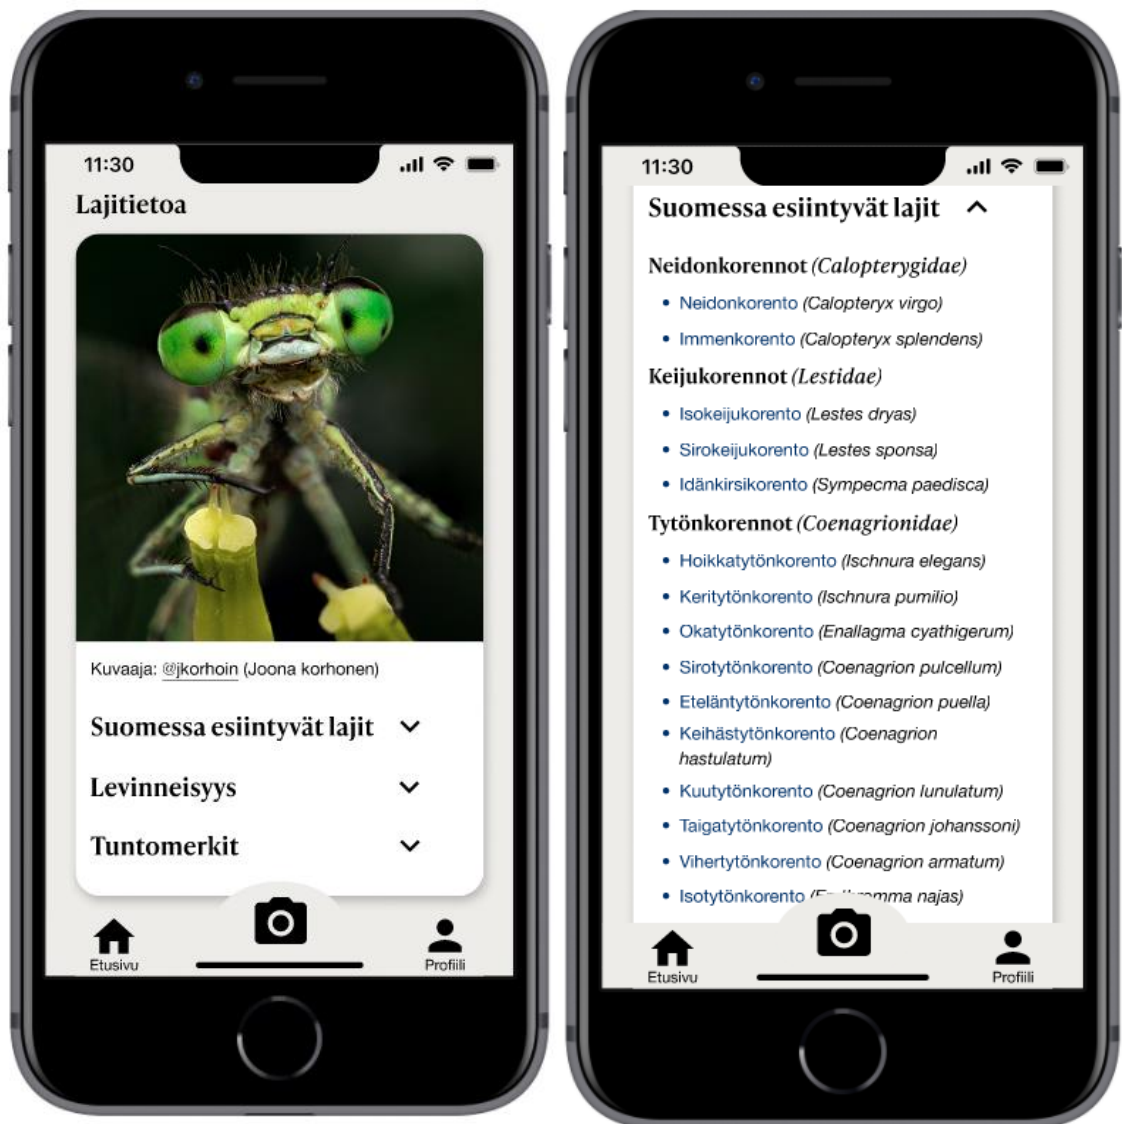 11:30
Lajitietoa
Kuvaaja: @jkorhoin (Joona korhonen)
Suomessa esiintyvät lajit
Levinneisyys
Tuntomerkit
Etusivu
Profiili
11:30
Suomessa esiintyvät lajit
Neidonkorennot (Calopterygidae)
• Neidonkorento (Calopteryx virgo)
• Immenkorento (Calopteryx splendens)
Keijukorennot (Lestidae)
• Isokeijukorento (Lestes dryas)
• Sirokeijukorento (Lestes sponsa)
• Idänkirsikorento (Sympecma paedisca)
Tytönkorennot (Coenagrionidae)
• Hoikkatytönkorento (Ischnura elegans)
• Keritytönkorento (Ischnura pumilio)
• Okatytönkorento (Enallagma cyathigerum)
• Sirotytönkorento (Coenagrion pulcellum)
• Eteläntytönkorento (Coenagrion puella)
• Keihästytönkorento (Coenagrion
hastulatum)
• Kuutytönkorento (Coenagrion lunulatum)
• Taigatytönkorento (Coenagrion johanssoni)
• Vihertytönkorento (Coenagrion armatum)
• Isotytönkorento najas)
Etusivu
Profiili